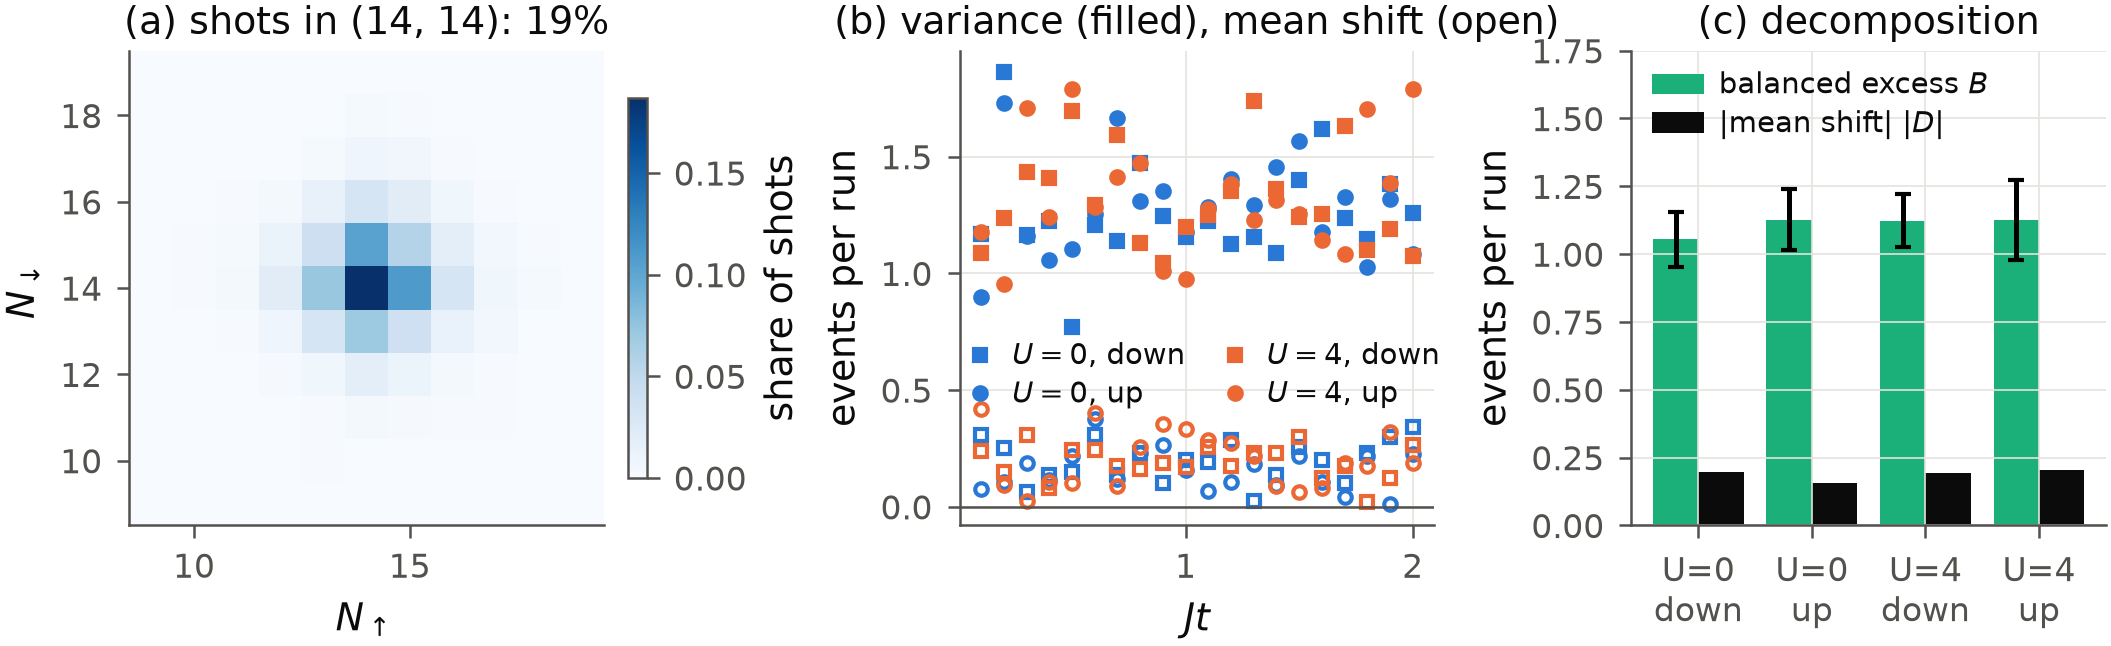 (a) shots in (14, 14): 19%
18
16
14
12
10
N↓
10
15
N↑
0.15
0.10
0.05
0.00
share of shots
(b) variance (filled), mean shift (open)
1.5
1.0
0.5
0.0
events per run
U = 0, down
U = 0, up
U = 4, down
U = 4, up
1
2
Jt
(c) decomposition
1.75
1.50
1.25
1.00
0.75
0.50
0.25
0.00
events per run
balanced excess B
|mean shift| |D|
U=0
down
U=0
up
U=4
down
U=4
up